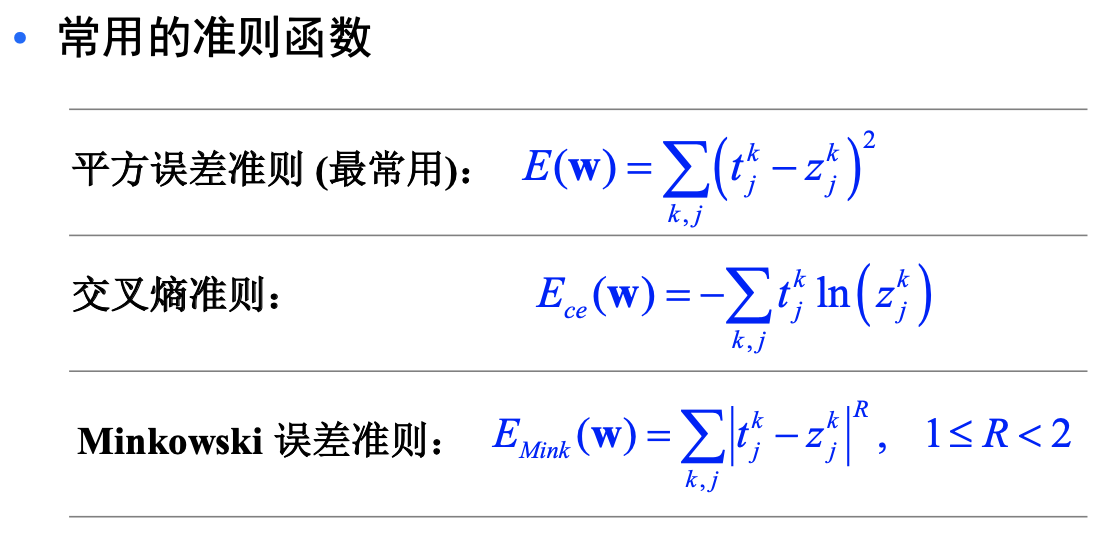 • 常用的准则函数
平方误差准则 (最常用)： $E(\mathbf{w}) = \sum_{k,j} \left( t_j^k - z_j^k \right)^2$
交叉熵准则： $E_{ce}(\mathbf{w}) = -\sum_{k,j} t_j^k \ln \left( z_j^k \right)$
Minkowski 误差准则： $E_{Mink}(\mathbf{w}) = \sum_{k,j} \left| t_j^k - z_j^k \right|^R, \quad 1 \leq R < 2$